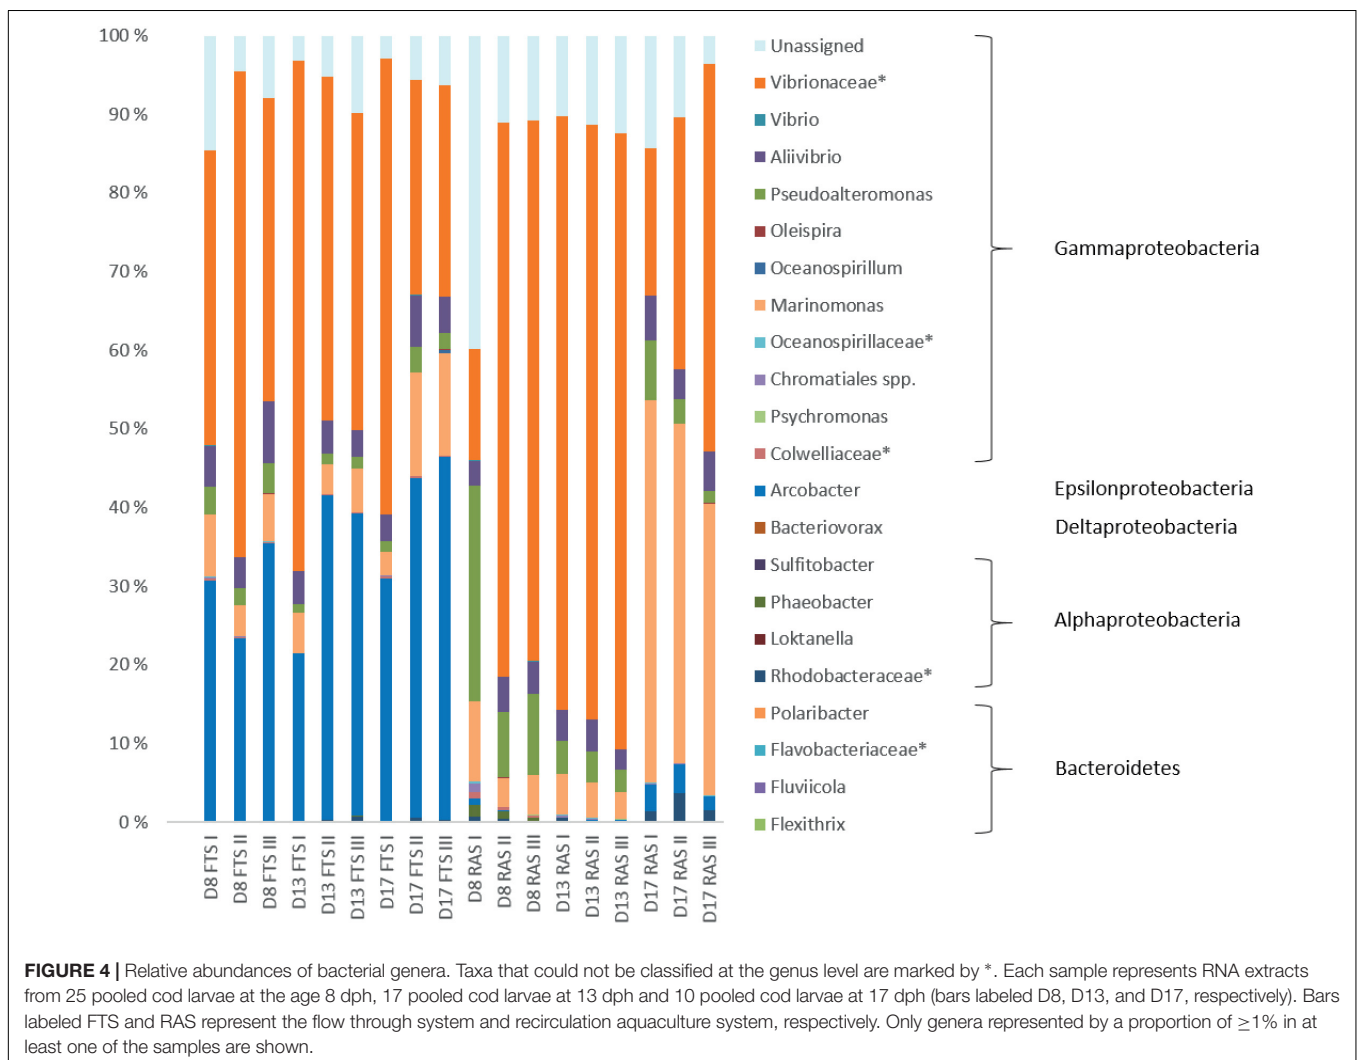 100 %
90 %
80 %
70 %
60 %
50 %
40 %
30 %
20 %
10 %
0 %
D8 FTS I
D8 FTS II
D8 FTS III
D13 FTS I
D13 FTS II
D13 FTS III
D17 FTS I
D17 FTS II
D17 FTS III
D8 RAS I
D8 RAS II
D8 RAS III
D13 RAS I
D13 RAS II
D13 RAS III
D17 RAS I
D17 RAS II
D17 RAS III
Unassigned
Vibrionaceae*
Vibrio
Aliivibrio
Pseudoalteromonas
Oleispira
Oceanospirillum
Marinomonas
Oceanospirillaceae*
Chromatiales spp.
Psychromonas
Colwelliaceae*
Arcobacter
Bacteriovorax
Sulfitobacter
Phaeobacter
Loktanella
Rhodobacteraceae*
Polaribacter
Flavobacteriaceae*
Fluviicola
Flexithrix
Gammaproteobacteria
Epsilonproteobacteria
Deltaproteobacteria
Alphaproteobacteria
Bacteroidetes
FIGURE 4 | Relative abundances of bacterial genera. Taxa that could not be classified at the genus level are marked by *. Each sample represents RNA extracts
from 25 pooled cod larvae at the age 8 dph, 17 pooled cod larvae at 13 dph and 10 pooled cod larvae at 17 dph (bars labeled D8, D13, and D17, respectively). Bars
labeled FTS and RAS represent the flow through system and recirculation aquaculture system, respectively. Only genera represented by a proportion of ≥1% in at
least one of the samples are shown.